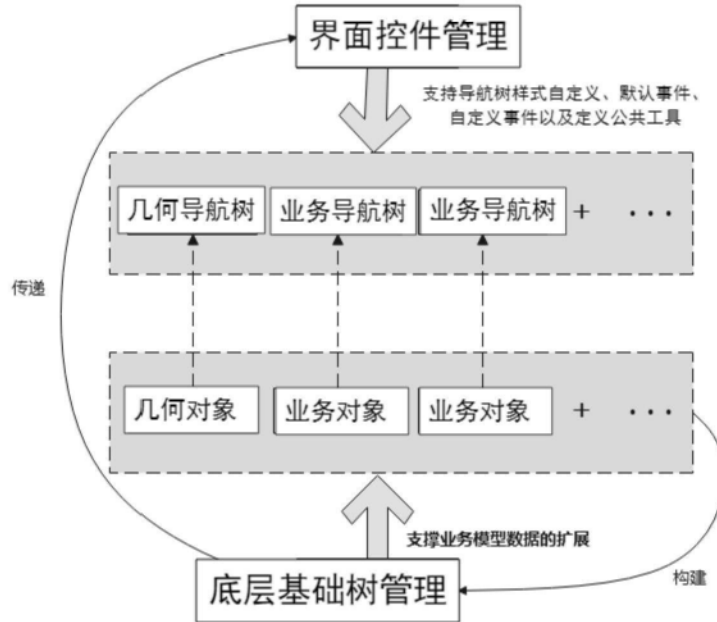 界面控件管理
支持导航树样式自定义、默认事件、
自定义事件以及定义公共工具
几何导航树 业务导航树 业务导航树 + ···
传递
几何对象 业务对象 业务对象 + ···
支撑业务模型数据的扩展
构建
底层基础树管理